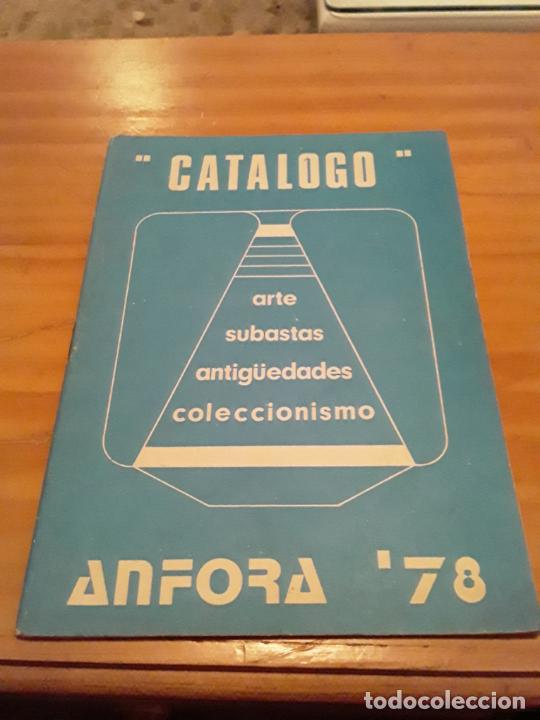 " CATALOGO "
arte
subastas
antigüedades
coleccionismo
ANFORA '78
todocoleccion